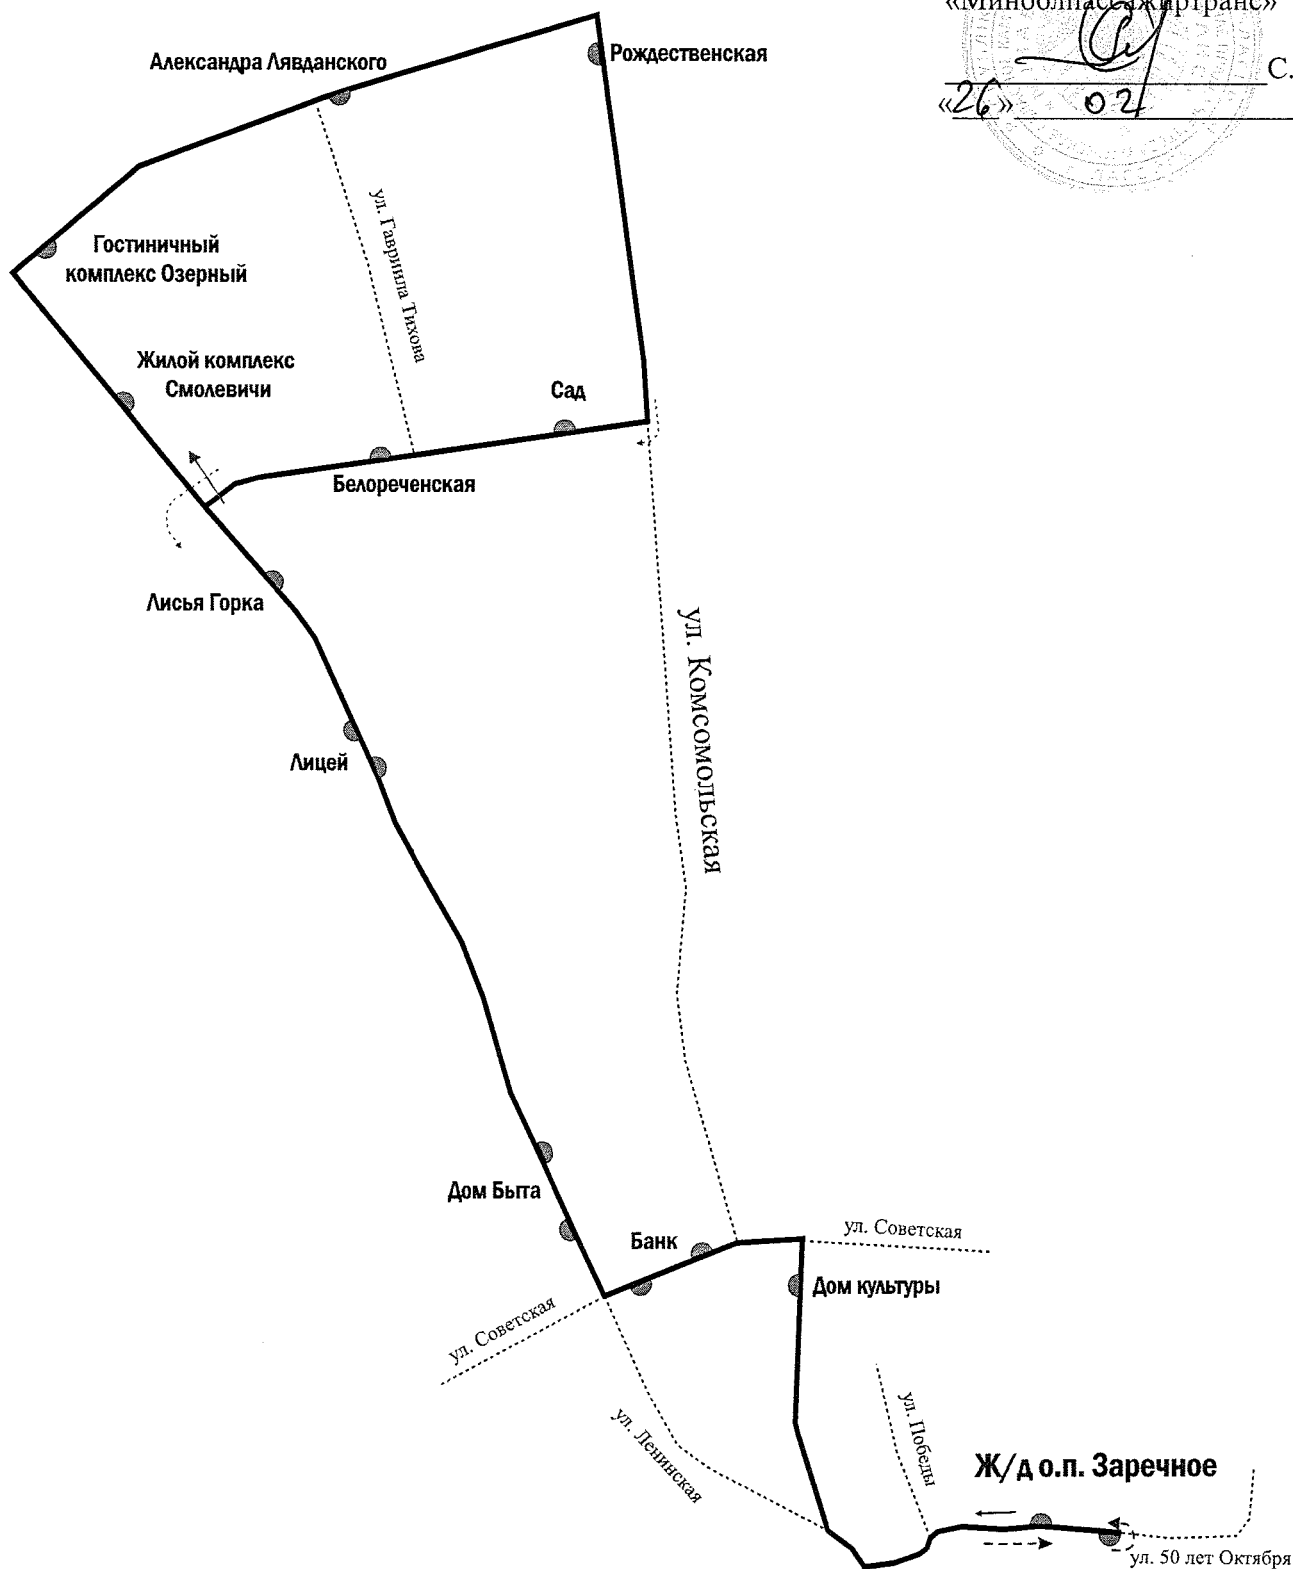 «Миноблпассажиртранс»
С.
«26» 02
Александра Лявданского
Рождественская
ул. Гавриила Тихова
Гостиничный
комплекс Озерный
Жилой комплекс
Смолевичи
Сад
Белореченская
Лисья Горка
ул. Комсомольская
Лицей
Дом Быта
Банк
ул. Советская
Дом культуры
ул. Советская
ул. Ленинская
ул. Победы
Ж/д о.п. Заречное
ул. 50 лет Октября